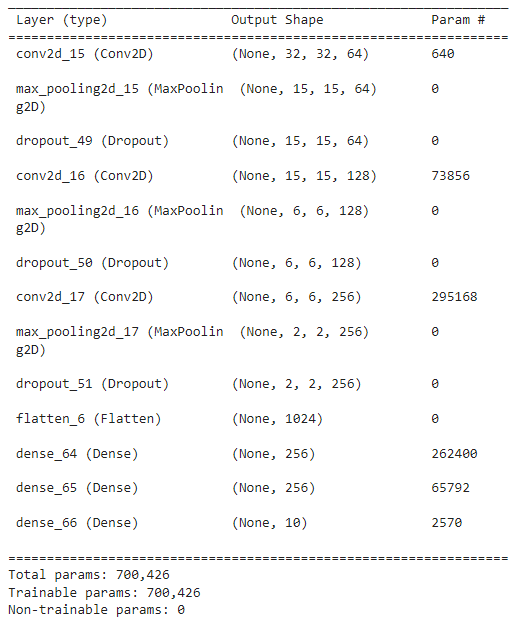 Layer (type) Output Shape Param #
conv2d_15 (Conv2D) (None, 32, 32, 64) 640
max_pooling2d_15 (MaxPoolin (None, 15, 15, 64) 0
g2D)
dropout_49 (Dropout) (None, 15, 15, 64) 0
conv2d_16 (Conv2D) (None, 15, 15, 128) 73856
max_pooling2d_16 (MaxPoolin (None, 6, 6, 128) 0
g2D)
dropout_50 (Dropout) (None, 6, 6, 128) 0
conv2d_17 (Conv2D) (None, 6, 6, 256) 295168
max_pooling2d_17 (MaxPoolin (None, 2, 2, 256) 0
g2D)
dropout_51 (Dropout) (None, 2, 2, 256) 0
flatten_6 (Flatten) (None, 1024) 0
dense_64 (Dense) (None, 256) 262400
dense_65 (Dense) (None, 256) 65792
dense_66 (Dense) (None, 10) 2570
Total params: 700,426
Trainable params: 700,426
Non-trainable params: 0